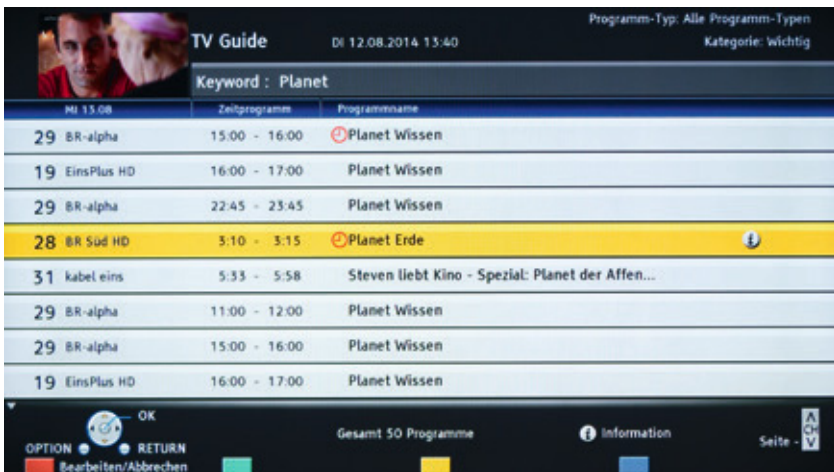 Programm-Typ: Alle Programm-Typen
TV Guide DI 12.08.2014 13:40 Kategorie: Wichtig
Keyword : Planet
MI 13.08 Zeitprogramm Programmname
29 BR-alpha 15:00 - 16:00 Planet Wissen
19 EinsPlus HD 16:00 - 17:00 Planet Wissen
29 BR-alpha 22:45 - 23:45 Planet Wissen
28 BR Süd HD 3:10 - 3:15 Planet Erde i
31 kabel eins 5:33 - 5:58 Steven liebt Kino - Spezial: Planet der Affen...
29 BR-alpha 11:00 - 12:00 Planet Wissen
29 BR-alpha 15:00 - 16:00 Planet Wissen
19 EinsPlus HD 16:00 - 17:00 Planet Wissen
OK
Gesamt 50 Programme i Information
OPTION RETURN Seite - CH
Bearbeiten/Abbrechen